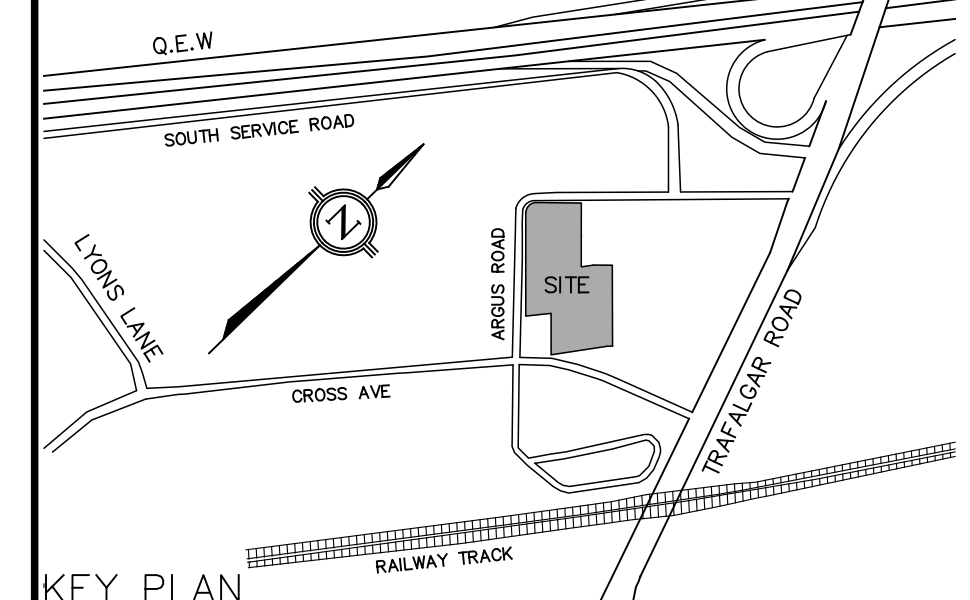 Q.E.W
SOUTH SERVICE ROAD
N
LYONS LANE
ARGUS ROAD
SITE
TRAFALGAR ROAD
CROSS AVE
RAILWAY TRACK
KEY PLAN